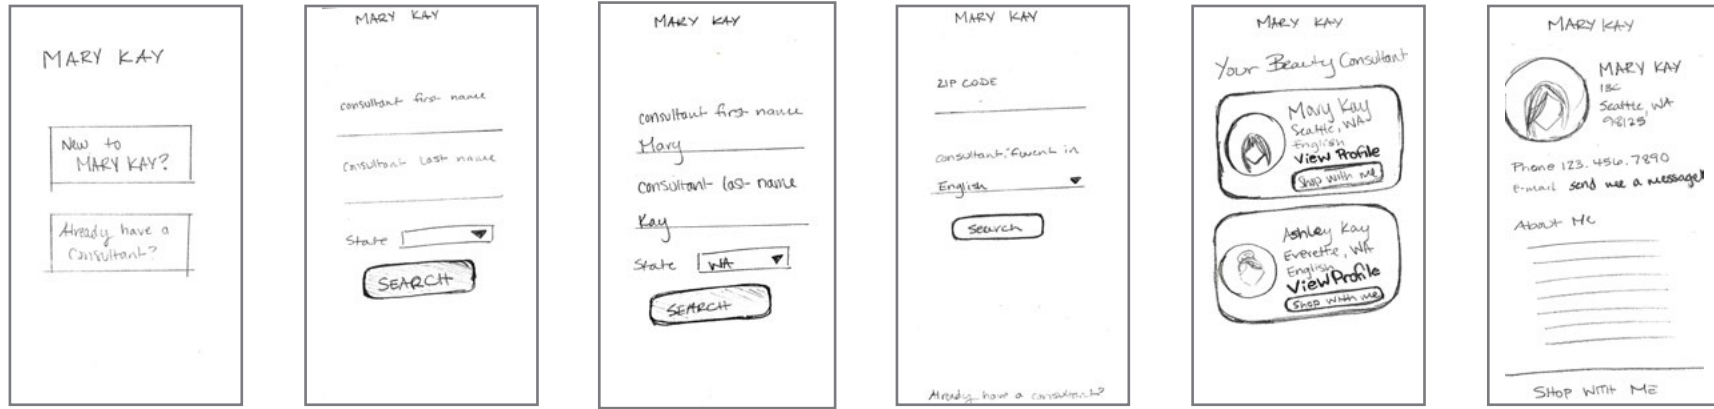 MARY KAY
New to
MARY KAY?
Already have a
Consultant?
MARY KAY
consultant first name
consultant last name
State
SEARCH
MARY KAY
consultant first name
Mary
consultant last name
Kay
State WA
SEARCH
MARY KAY
ZIP CODE
consultant fluent in
English
Search
Already have a consultant?
MARY KAY
Your Beauty Consultant
Mary Kay
Seattle, WA
English
View Profile
Shop with me
Ashley Kay
Everette, WA
English
View Profile
Shop with me
MARY KAY
MARY KAY
IBC
Seattle, WA
98125
Phone 123.456.7890
E-mail send me a message!
About Me
SHOP WITH ME